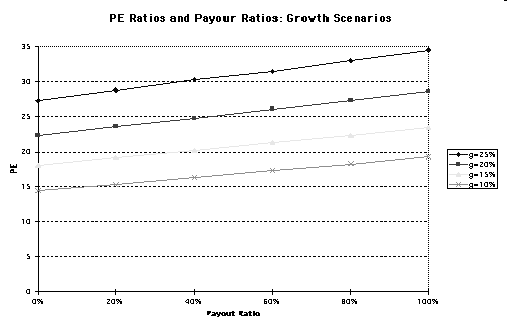 PE Ratios and Payour Ratios: Growth Scenarios
35
30
25
20
15
10
5
0
PE
0%
20%
40%
60%
80%
100%
Payout Ratio
g=25%
g=20%
g=15%
g=10%